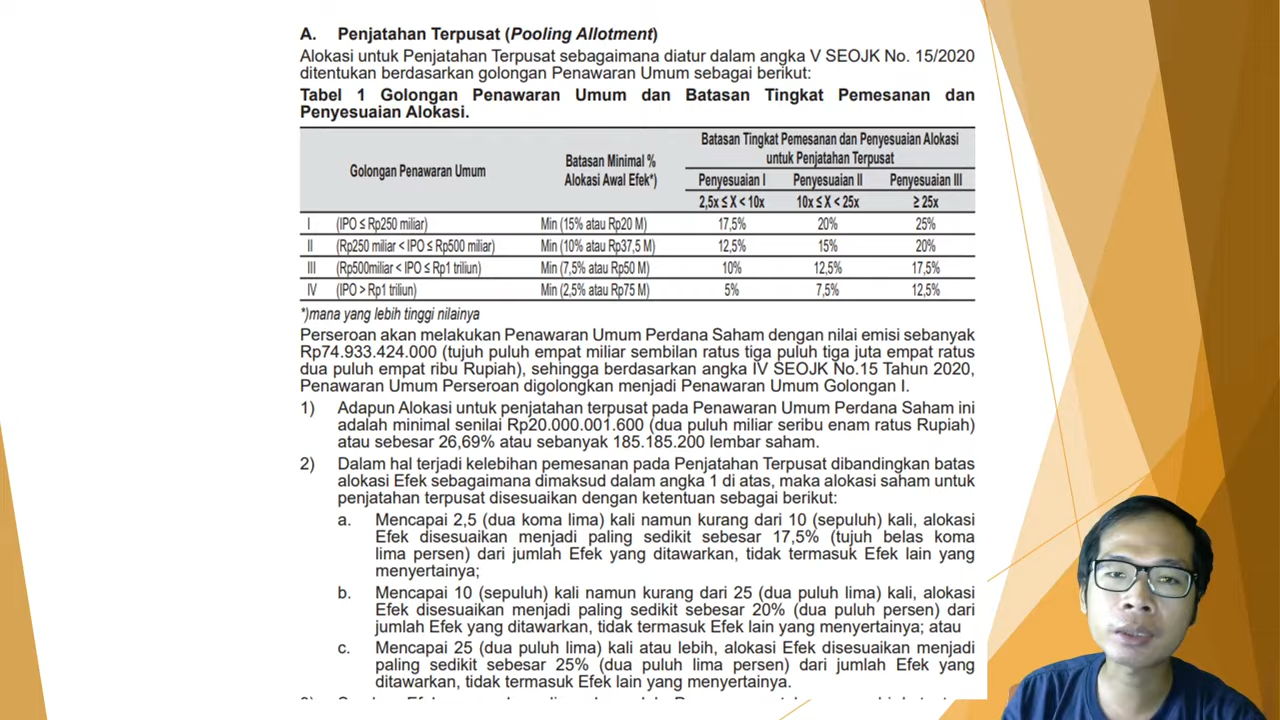 A. Penjatahan Terpusat (Pooling Allotment)
Alokasi untuk Penjatahan Terpusat sebagaimana diatur dalam angka V SEOJK No. 15/2020
ditentukan berdasarkan golongan Penawaran Umum sebagai berikut:
Tabel 1 Golongan Penawaran Umum dan Batasan Tingkat Pemesanan dan
Penyesuaian Alokasi.
Golongan Penawaran Umum
Batasan Minimal %
Alokasi Awal Efek*)
Batasan Tingkat Pemesanan dan Penyesuaian Alokasi
untuk Penjatahan Terpusat
Penyesuaian I Penyesuaian II Penyesuaian III
2,5x ≤ X < 10x 10x ≤ X < 25x ≥ 25x
I (IPO ≤ Rp250 miliar) Min (15% atau Rp20 M) 17,5% 20% 25%
II (Rp250 miliar < IPO ≤ Rp500 miliar) Min (10% atau Rp37,5 M) 12,5% 15% 20%
III (Rp500miliar < IPO ≤ Rp1 triliun) Min (7,5% atau Rp50 M) 10% 12,5% 17,5%
IV (IPO > Rp1 triliun) Min (2,5% atau Rp75 M) 5% 7,5% 12,5%
*)mana yang lebih tinggi nilainya
Perseroan akan melakukan Penawaran Umum Perdana Saham dengan nilai emisi sebanyak
Rp74.933.424.000 (tujuh puluh empat miliar sembilan ratus tiga puluh tiga juta empat ratus
dua puluh empat ribu Rupiah), sehingga berdasarkan angka IV SEOJK No.15 Tahun 2020,
Penawaran Umum Perseroan digolongkan menjadi Penawaran Umum Golongan I.
1) Adapun Alokasi untuk penjatahan terpusat pada Penawaran Umum Perdana Saham ini
adalah minimal senilai Rp20.000.001.600 (dua puluh miliar seribu enam ratus Rupiah)
atau sebesar 26,69% atau sebanyak 185.185.200 lembar saham.
2) Dalam hal terjadi kelebihan pemesanan pada Penjatahan Terpusat dibandingkan batas
alokasi Efek sebagaimana dimaksud dalam angka 1 di atas, maka alokasi saham untuk
penjatahan terpusat disesuaikan dengan ketentuan sebagai berikut:
a. Mencapai 2,5 (dua koma lima) kali namun kurang dari 10 (sepuluh) kali, alokasi
Efek disesuaikan menjadi paling sedikit sebesar 17,5% (tujuh belas koma
lima persen) dari jumlah Efek yang ditawarkan, tidak termasuk Efek lain yang
menyertainya;
b. Mencapai 10 (sepuluh) kali namun kurang dari 25 (dua puluh lima) kali, alokasi
Efek disesuaikan menjadi paling sedikit sebesar 20% (dua puluh persen) dari
jumlah Efek yang ditawarkan, tidak termasuk Efek lain yang menyertainya; atau
c. Mencapai 25 (dua puluh lima) kali atau lebih, alokasi Efek disesuaikan menjadi
paling sedikit sebesar 25% (dua puluh lima persen) dari jumlah Efek yang
ditawarkan, tidak termasuk Efek lain yang menyertainya.